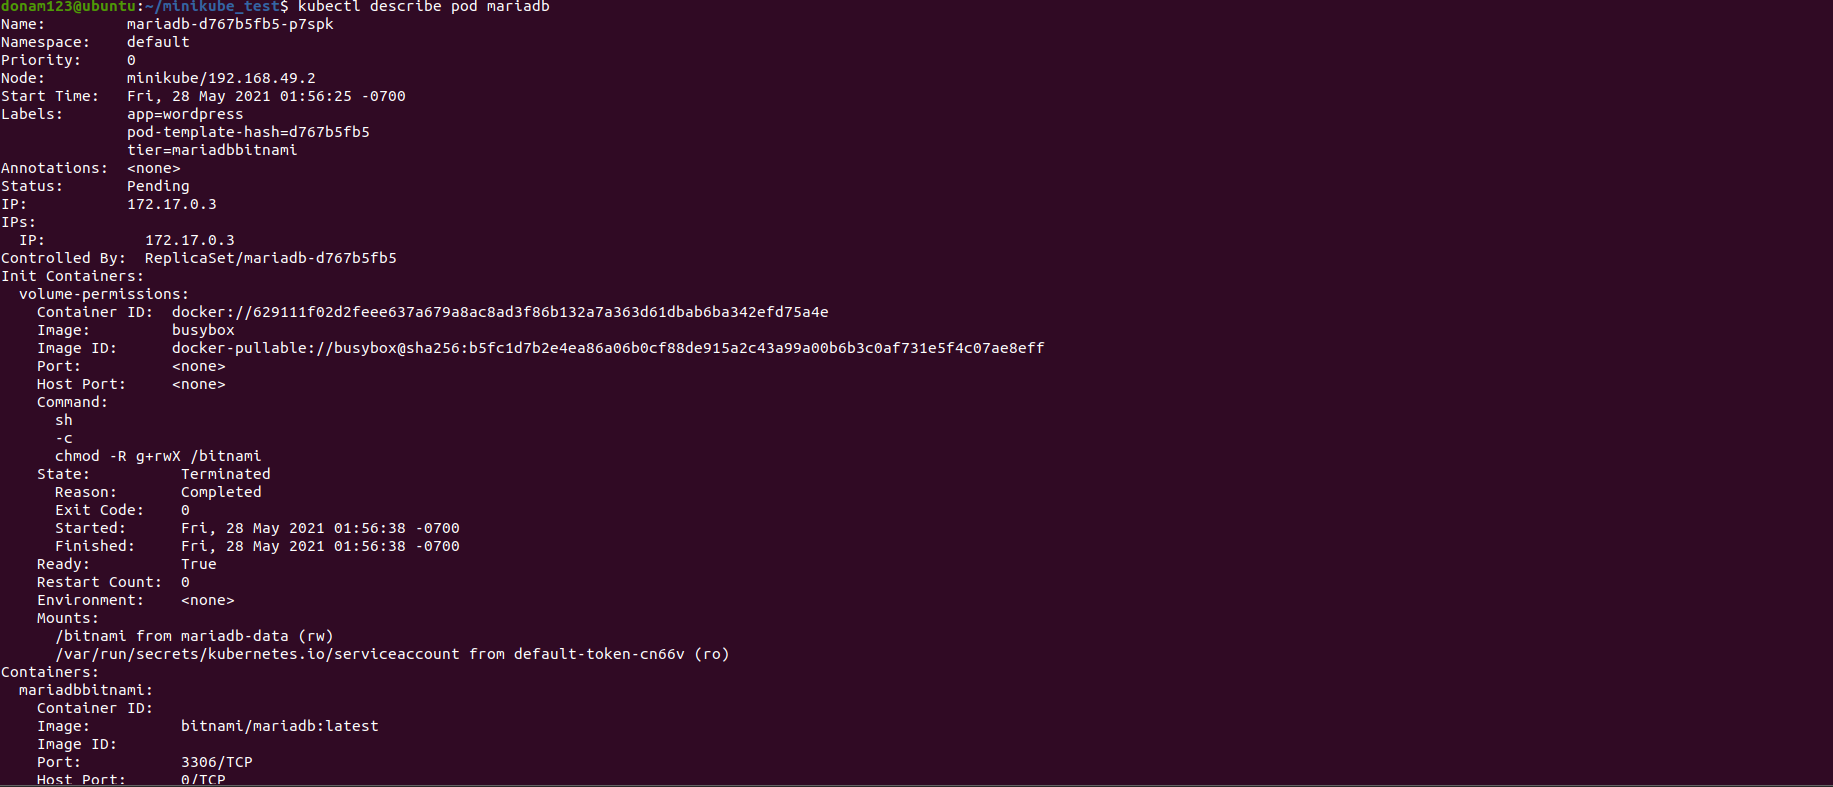 donam123@ubuntu:~/minikube_test$ kubectl describe pod mariadb
Name:         mariadb-d767b5fb5-p7spk
Namespace:    default
Priority:     0
Node:         minikube/192.168.49.2
Start Time:   Fri, 28 May 2021 01:56:25 -0700
Labels:       app=wordpress
              pod-template-hash=d767b5fb5
              tier=mariadbbitnami
Annotations:  <none>
Status:       Pending
IP:           172.17.0.3
IPs:
  IP:           172.17.0.3
Controlled By:  ReplicaSet/mariadb-d767b5fb5
Init Containers:
  volume-permissions:
    Container ID:  docker://629111f02d2feee637a679a8ac8ad3f86b132a7a363d61dbab6ba342efd75a4e
    Image:         busybox
    Image ID:      docker-pullable://busybox@sha256:b5fc1d7b2e4ea86a06b0cf88de915a2c43a99a00b6b3c0af731e5f4c07ae8eff
    Port:          <none>
    Host Port:     <none>
    Command:
      sh
      -c
      chmod -R g+rwX /bitnami
    State:          Terminated
      Reason:       Completed
      Exit Code:    0
      Started:      Fri, 28 May 2021 01:56:38 -0700
      Finished:     Fri, 28 May 2021 01:56:38 -0700
    Ready:          True
    Restart Count:  0
    Environment:    <none>
    Mounts:
      /bitnami from mariadb-data (rw)
      /var/run/secrets/kubernetes.io/serviceaccount from default-token-cn66v (ro)
Containers:
  mariadbbitnami:
    Container ID:
    Image:          bitnami/mariadb:latest
    Image ID:
    Port:           3306/TCP
    Host Port:      0/TCP